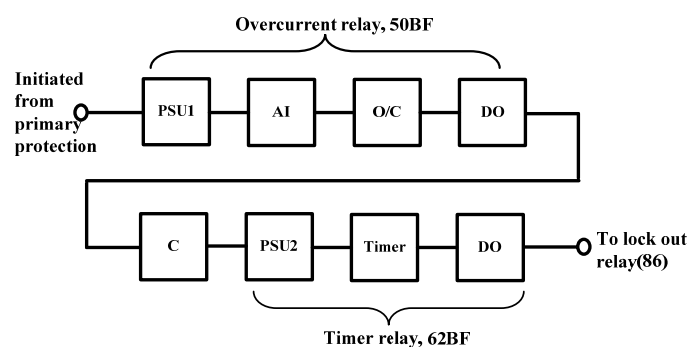 Overcurrent relay, 50BF
Initiated
from
primary
protection
PSU1
AI
O/C
DO
C
PSU2
Timer
DO
To lock out
relay(86)
Timer relay, 62BF